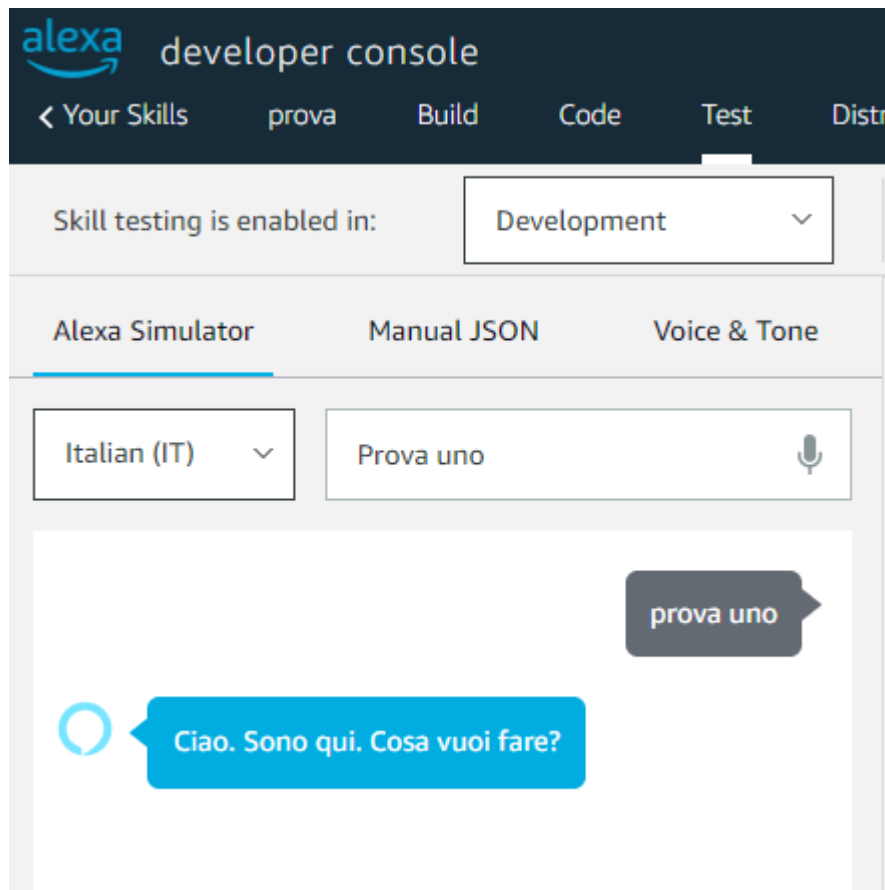 alexa developer console
Your Skills prova Build Code Test Distr
Skill testing is enabled in: Development
Alexa Simulator Manual JSON Voice & Tone
Italian (IT) Prova uno
prova uno
Ciao. Sono qui. Cosa vuoi fare?